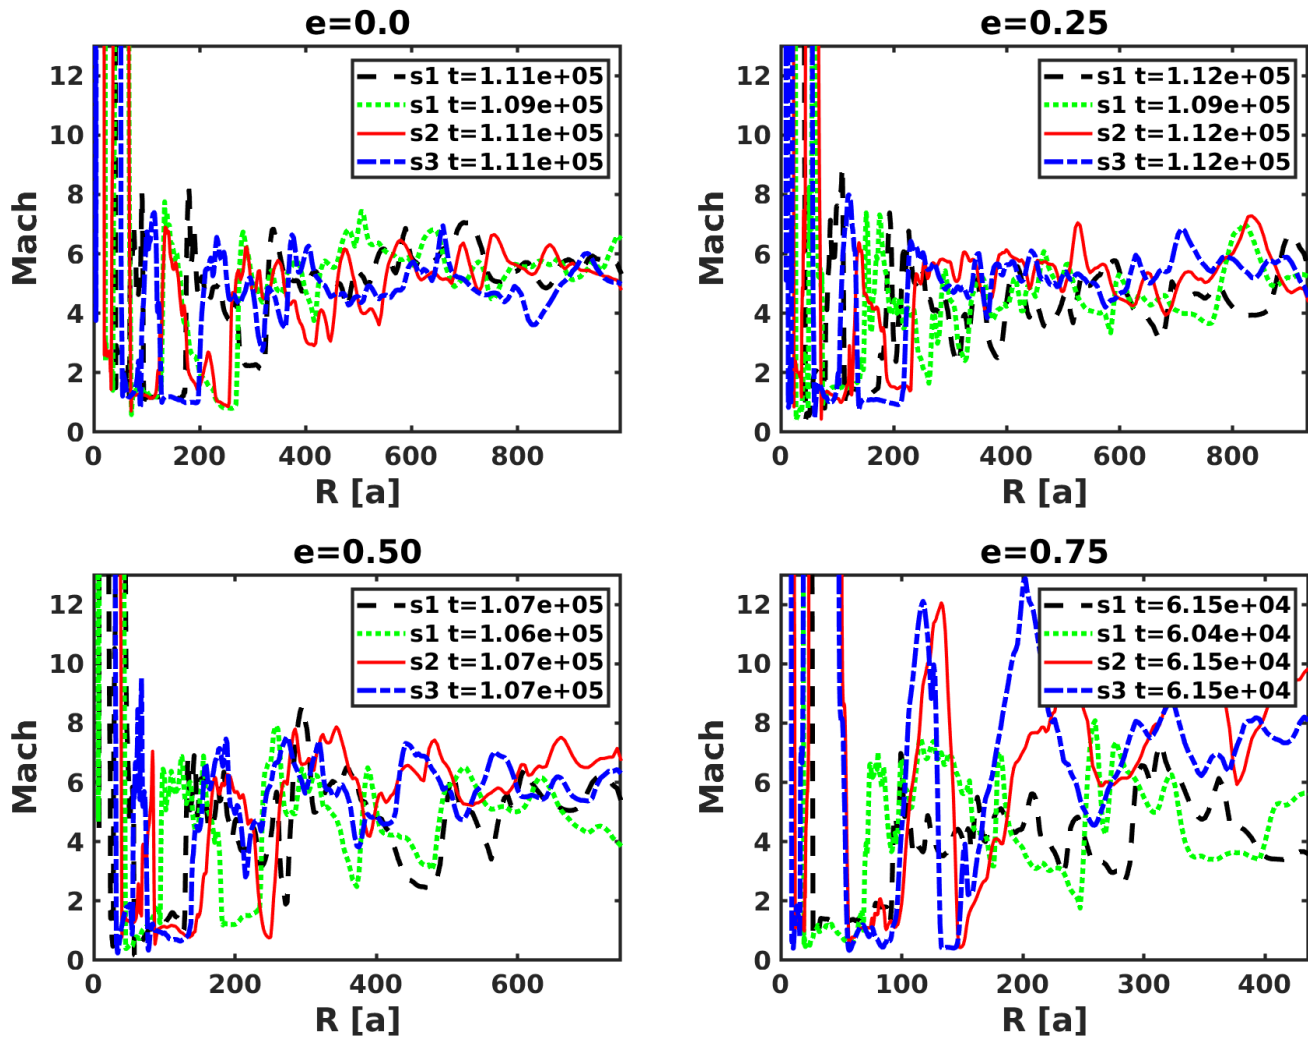 e=0.0
12
10
8
6
4
2
0
Mach
s1 t=1.11e+05
s1 t=1.09e+05
s2 t=1.11e+05
s3 t=1.11e+05
0 200 400 600 800
R [a]
e=0.25
12
10
8
6
4
2
0
Mach
s1 t=1.12e+05
s1 t=1.09e+05
s2 t=1.12e+05
s3 t=1.12e+05
0 200 400 600 800
R [a]
e=0.50
12
10
8
6
4
2
0
Mach
s1 t=1.07e+05
s1 t=1.06e+05
s2 t=1.07e+05
s3 t=1.07e+05
0 200 400 600
R [a]
e=0.75
12
10
8
6
4
2
0
Mach
s1 t=6.15e+04
s1 t=6.04e+04
s2 t=6.15e+04
s3 t=6.15e+04
0 100 200 300 400
R [a]